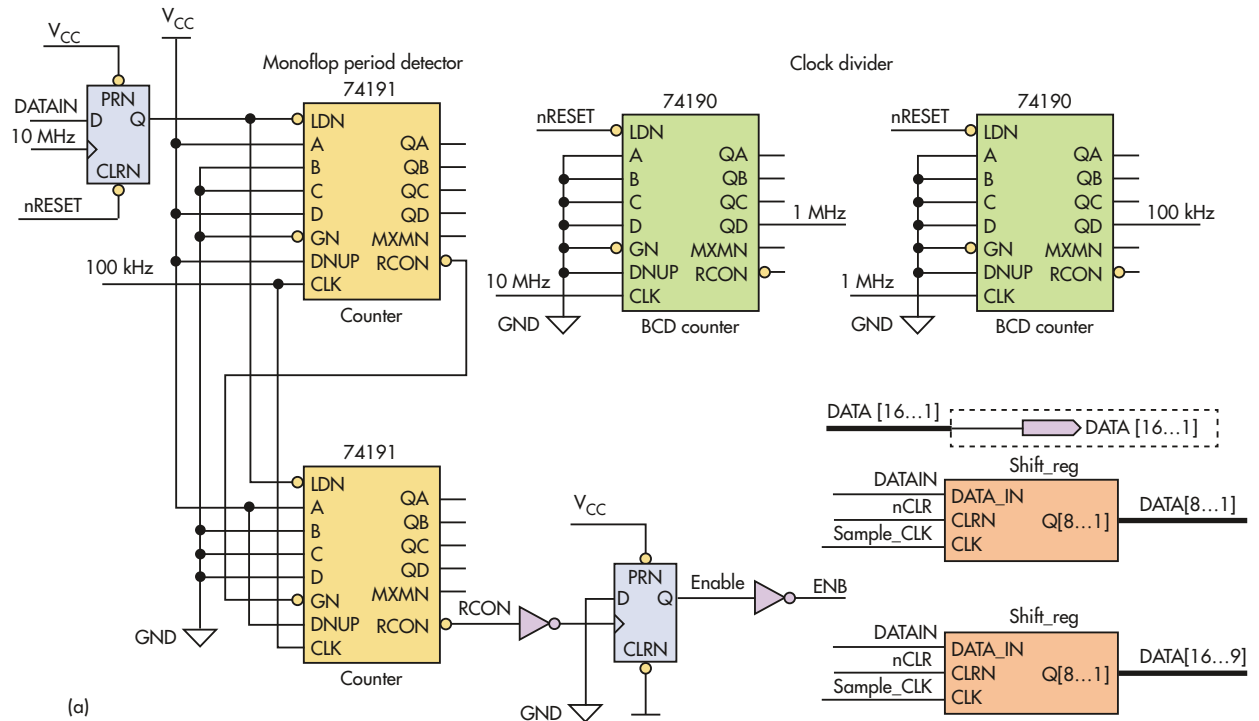 VCC
VCC
PRN
DATAIN
D
Q
10 MHz
CLRN
nRESET
Monoflop period detector
74191
LDN
A
B
C
D
GN
DNUP
CLK
QA
QB
QC
QD
MXMN
RCON
100 kHz
Counter
Clock divider
74190
nRESET
LDN
A
B
C
D
GN
DNUP
CLK
QA
QB
QC
QD
MXMN
RCON
1 MHz
10 MHz
GND
BCD counter
74190
nRESET
LDN
A
B
C
D
GN
DNUP
CLK
QA
QB
QC
QD
MXMN
RCON
100 kHz
1 MHz
GND
BCD counter
74191
LDN
A
B
C
D
GN
DNUP
CLK
QA
QB
QC
QD
MXMN
RCON
GND
Counter
RCON
VCC
PRN
D
Q
CLRN
GND
Enable
ENB
DATA [16...1]
DATA [16...1]
Shift_reg
DATAIN
nCLR
Sample_CLK
DATA_IN
CLRN
CLK
Q[8...1]
DATA[8...1]
Shift_reg
DATAIN
nCLR
Sample_CLK
DATA_IN
CLRN
CLK
Q[8...1]
DATA[16...9]
(a)